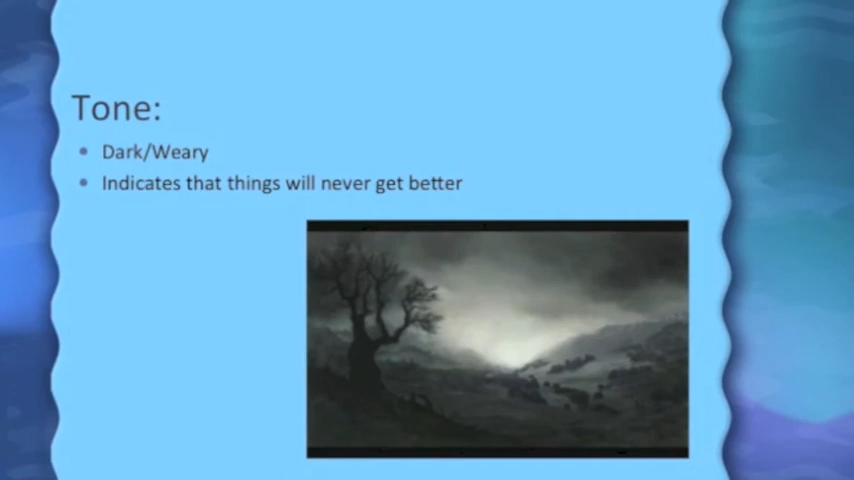 Tone:
• Dark/Weary
• Indicates that things will never get better